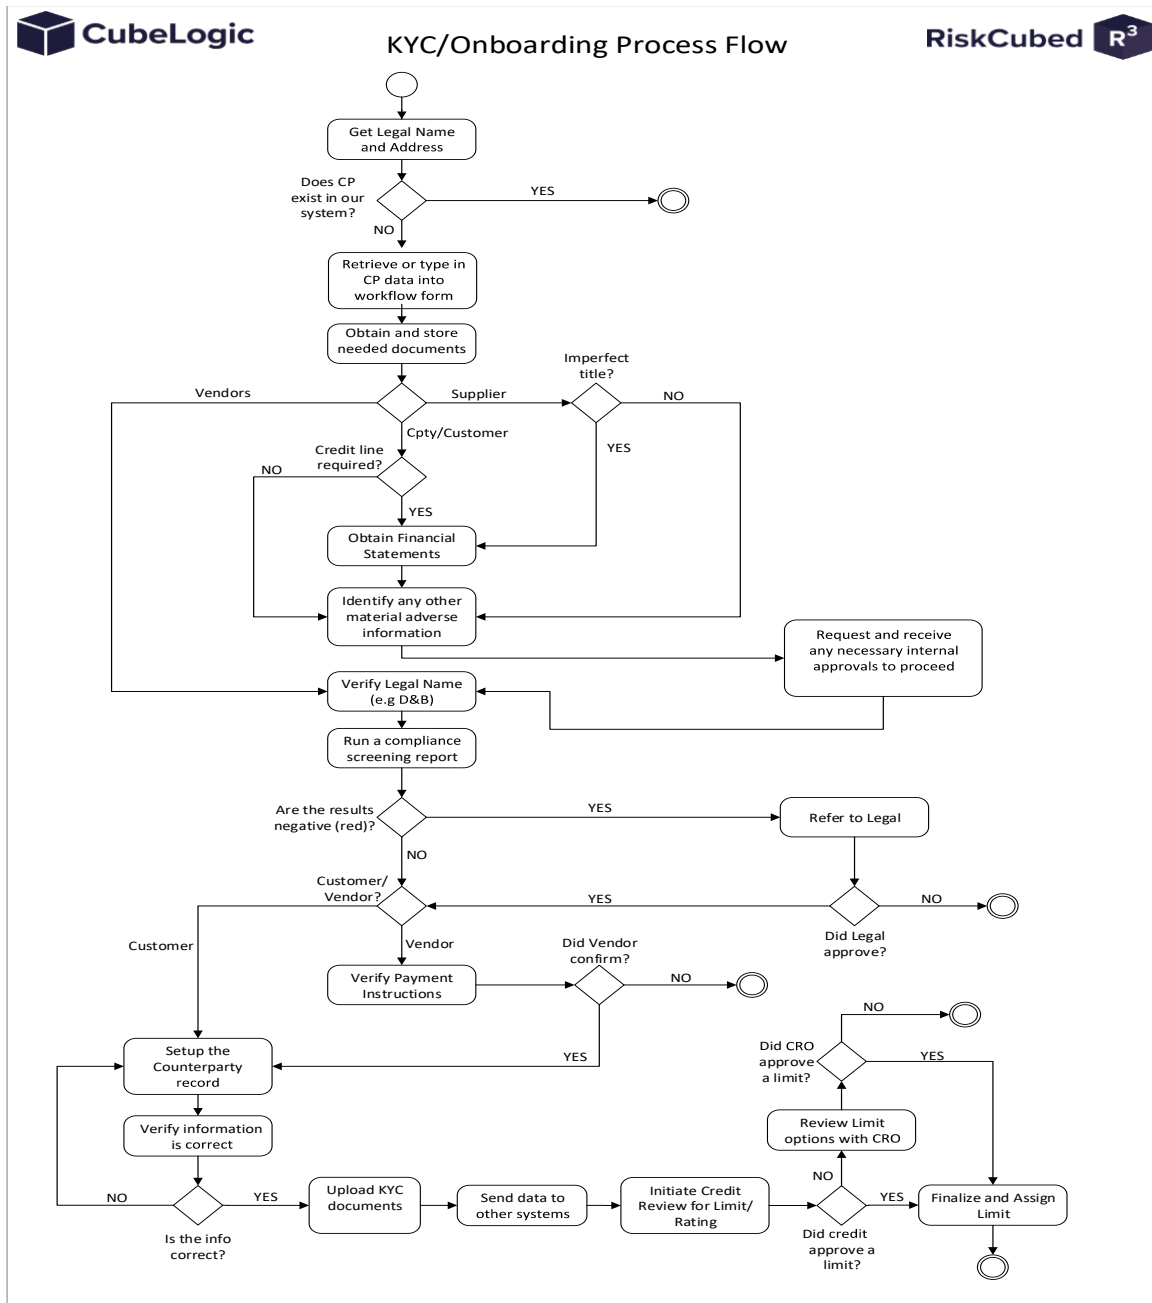 CubeLogic
KYC/Onboarding Process Flow
RiskCubed R³
Get Legal Name
and Address
Does CP
exist in our
system?
YES
NO
Retrieve or type in
CP data into
workflow form
Obtain and store
needed documents
Imperfect
title?
Vendors
Supplier
NO
Cpty/Customer
YES
Credit line
required?
NO
YES
Obtain Financial
Statements
Identify any other
material adverse
information
Request and receive
any necessary internal
approvals to proceed
Verify Legal Name
(e.g D&B)
Run a compliance
screening report
Are the results
negative (red)?
YES
Refer to Legal
NO
Customer/
Vendor?
YES
NO
Did Legal
approve?
Customer
Vendor
Did Vendor
confirm?
Verify Payment
Instructions
NO
YES
NO
Did CRO
approve
a limit?
YES
Setup the
Counterparty
record
Verify information
is correct
Review Limit
options with CRO
NO
NO
YES
Is the info
correct?
Upload KYC
documents
Send data to
other systems
Initiate Credit
Review for Limit/
Rating
YES
Did credit
approve a
limit?
Finalize and Assign
Limit